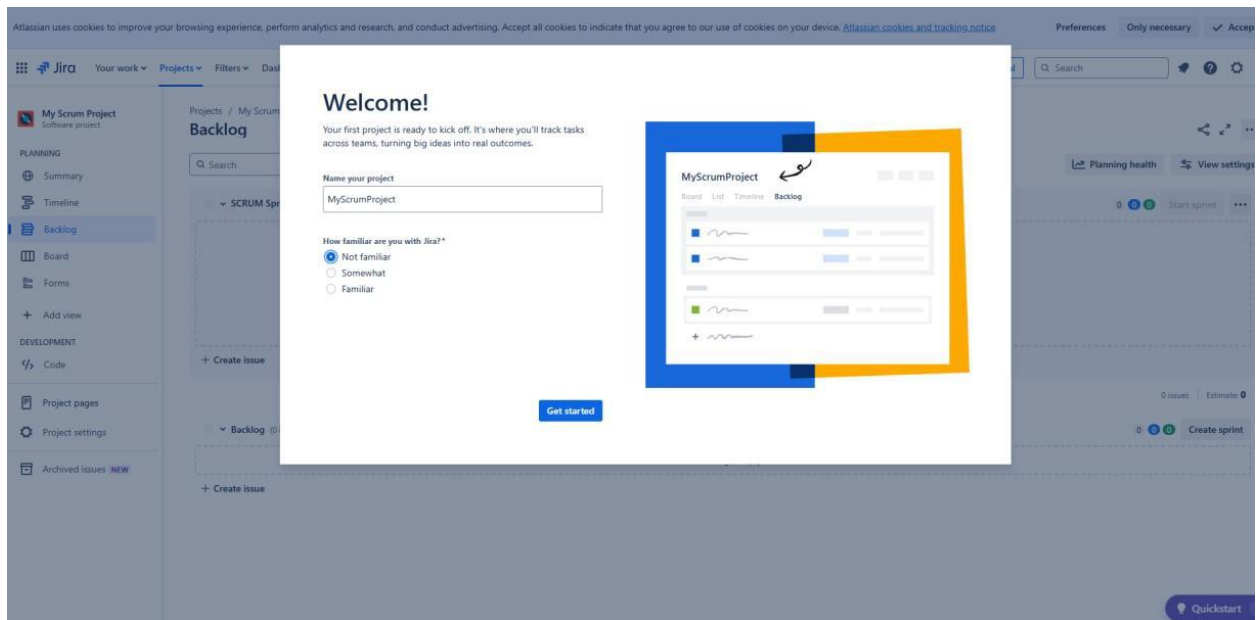 Atlassian uses cookies to improve your browsing experience, perform analytics and research, and conduct advertising. Accept all cookies to indicate that you agree to our use of cookies on your device. Atlassian cookies and tracking notice
Preferences
Only necessary
Accep
Jira
Your work
Projects
Filters
Dasl
Search
My Scrum Project
Software project
PLANNING
Summary
Timeline
Backlog
Board
Forms
Add view
DEVELOPMENT
Code
Project pages
Project settings
Archived issues NEW
Projects / My Scrum
Backlog
Search
Planning health
View settings
SCRUM Spr
0 0 0 Start sprint
+ Create issue
0 issues | Estimate: 0
Backlog (0
0 0 0 Create sprint
+ Create issue
Welcome!
Your first project is ready to kick off. It's where you'll track tasks
across teams, turning big ideas into real outcomes.
Name your project
MyScrumProject
How familiar are you with Jira?*
Not familiar
Somewhat
Familiar
Get started
MyScrumProject
Board List Timeline Backlog
Quickstart